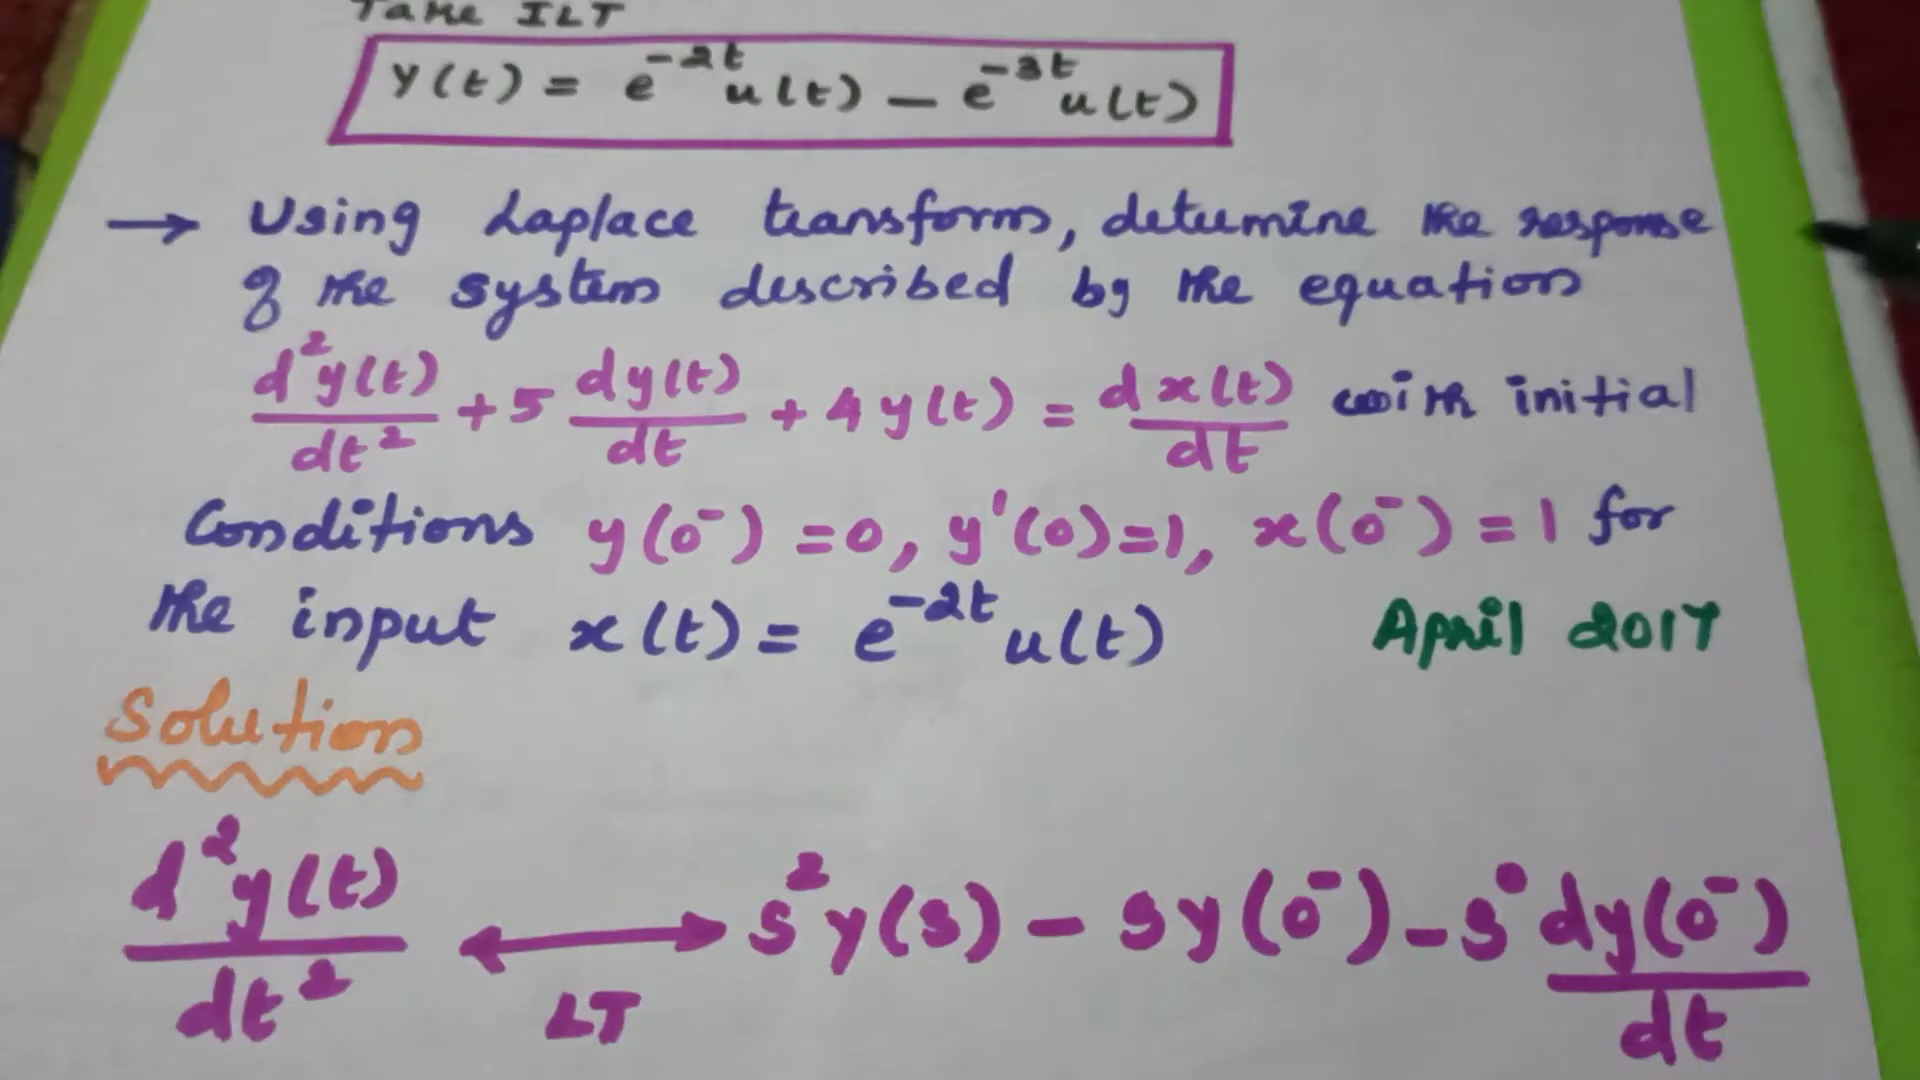 Take ILT
y(t) = e^{-2t} u(t) - e^{-3t} u(t)
→ Using Laplace transform, determine the response
of the system described by the equation
d²y(t)/dt² + 5 dy(t)/dt + 4 y(t) = d x(t)/dt with initial
Conditions y(0⁻) = 0, y'(0) = 1, x(0⁻) = 1 for
the input x(t) = e^{-2t} u(t) April 2017
Solution
d²y(t)/dt² ↔ LT s²y(s) - sy(0⁻) - s⁰ dy(0⁻)/dt